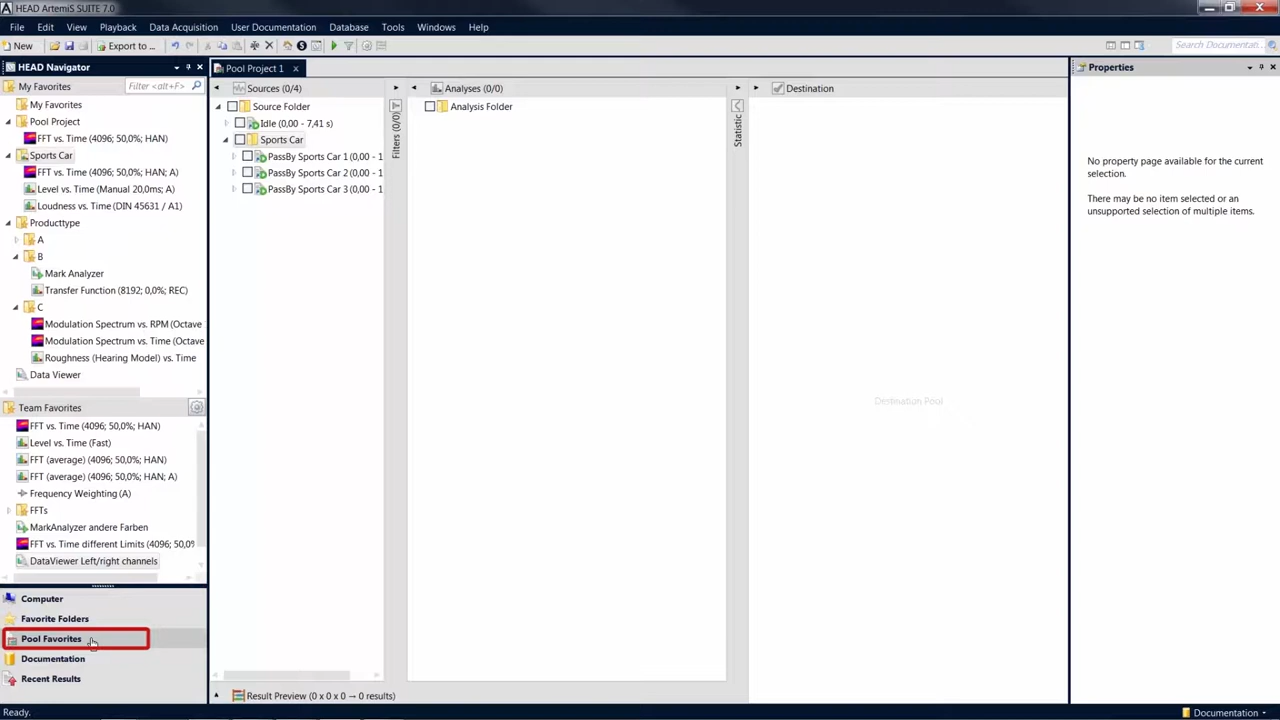 HEAD ArtemiS SUITE 7.0
File Edit View Playback Data Acquisition User Documentation Database Tools Windows Help
New Export to ... Search Documentat...
HEAD Navigator
My Favorites Filter <alt+F>
My Favorites
Pool Project
FFT vs. Time (4096; 50,0%; HAN)
Sports Car
FFT vs. Time (4096; 50,0%; HAN; A)
Level vs. Time (Manual 20,0ms; A)
Loudness vs. Time (DIN 45631 / A1)
Producttype
A
B
Mark Analyzer
Transfer Function (8192; 0,0%; REC)
C
Modulation Spectrum vs. RPM (Octave
Modulation Spectrum vs. Time (Octave
Roughness (Hearing Model) vs. Time
Data Viewer
Team Favorites
FFT vs. Time (4096; 50,0%; HAN)
Level vs. Time (Fast)
FFT (average) (4096; 50,0%; HAN)
FFT (average) (4096; 50,0%; HAN; A)
Frequency Weighting (A)
FFTs
MarkAnalyzer andere Farben
FFT vs. Time different Limits (4096; 50,0%
DataViewer Left/right channels
Computer
Favorite Folders
Pool Favorites
Documentation
Recent Results
Pool Project 1
Sources (0/4)
Source Folder
Idle (0,00 - 7,41 s)
Sports Car
PassBy Sports Car 1 (0,00 - 1
PassBy Sports Car 2 (0,00 - 1
PassBy Sports Car 3 (0,00 - 1
Filters (0/0)
Analyses (0/0)
Analysis Folder
Statistic
Destination
Destination Pool
Result Preview (0 x 0 x 0 → 0 results)
Properties
No property page available for the current
selection.
There may be no item selected or an
unsupported selection of multiple items.
Ready. Documentation